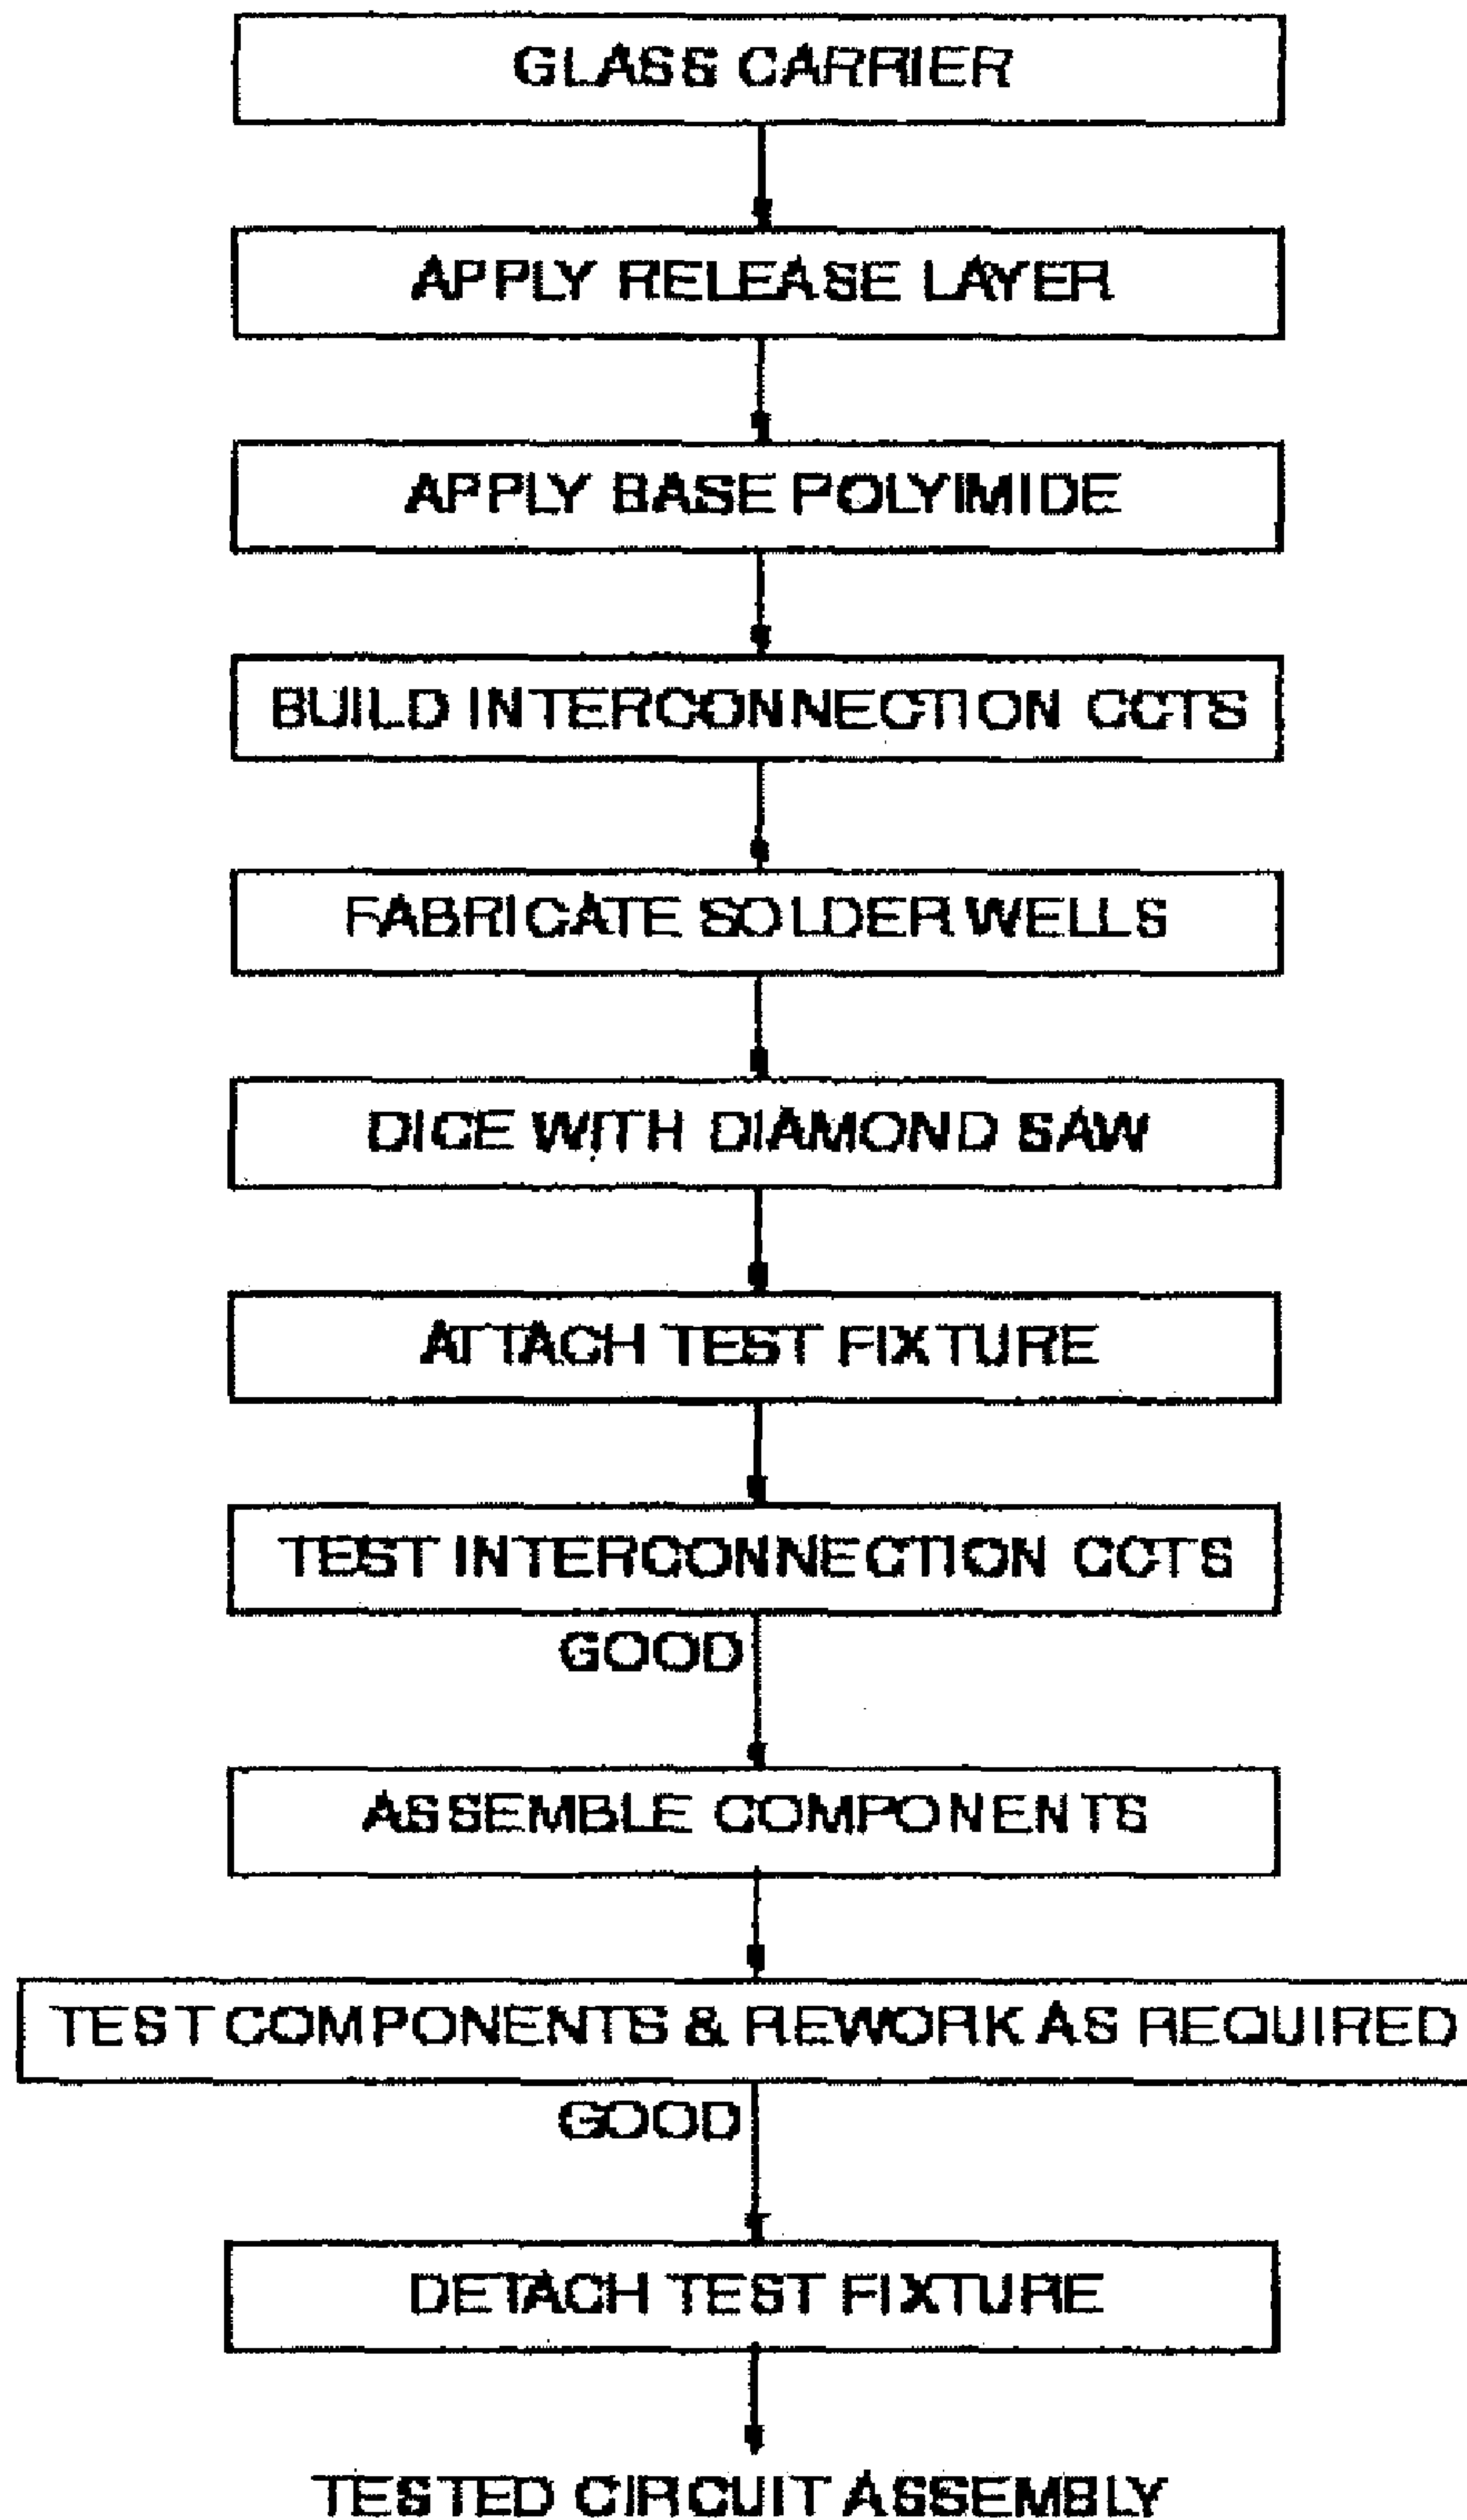 GLASS CARRIER
APPLY RELEASE LAYER
APPLY BASE POLYIMIDE
BUILD INTERCONNECTION CCTS
FABRICATE SOLDER WELLS
DICE WITH DIAMOND SAW
ATTACH TEST FIXTURE
TEST INTERCONNECTION CCTS
GOOD
ASSEMBLE COMPONENTS
TEST COMPONENTS & REWORK AS REQUIRED
GOOD
DETACH TEST FIXTURE
TESTED CIRCUIT ASSEMBLY